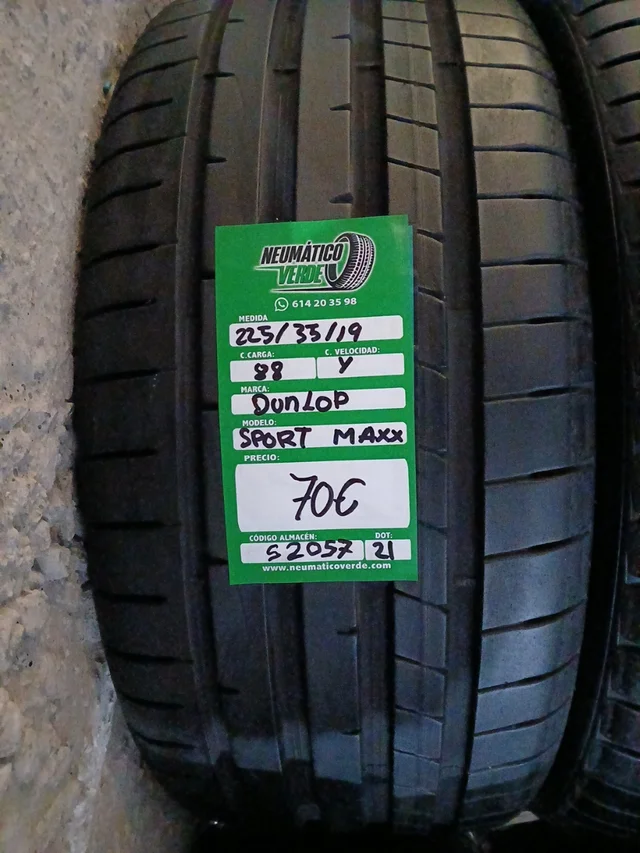 NEUMÁTICO
VERDE
614 20 35 98
MEDIDA
225/35/19
C.CARGA: C. VELOCIDAD:
88 Y
MARCA:
DUNLOP
MODELO:
SPORT MAXX
PRECIO:
70€
CÓDIGO ALMACÉN: DOT:
S2057 21
www.neumaticoverde.com